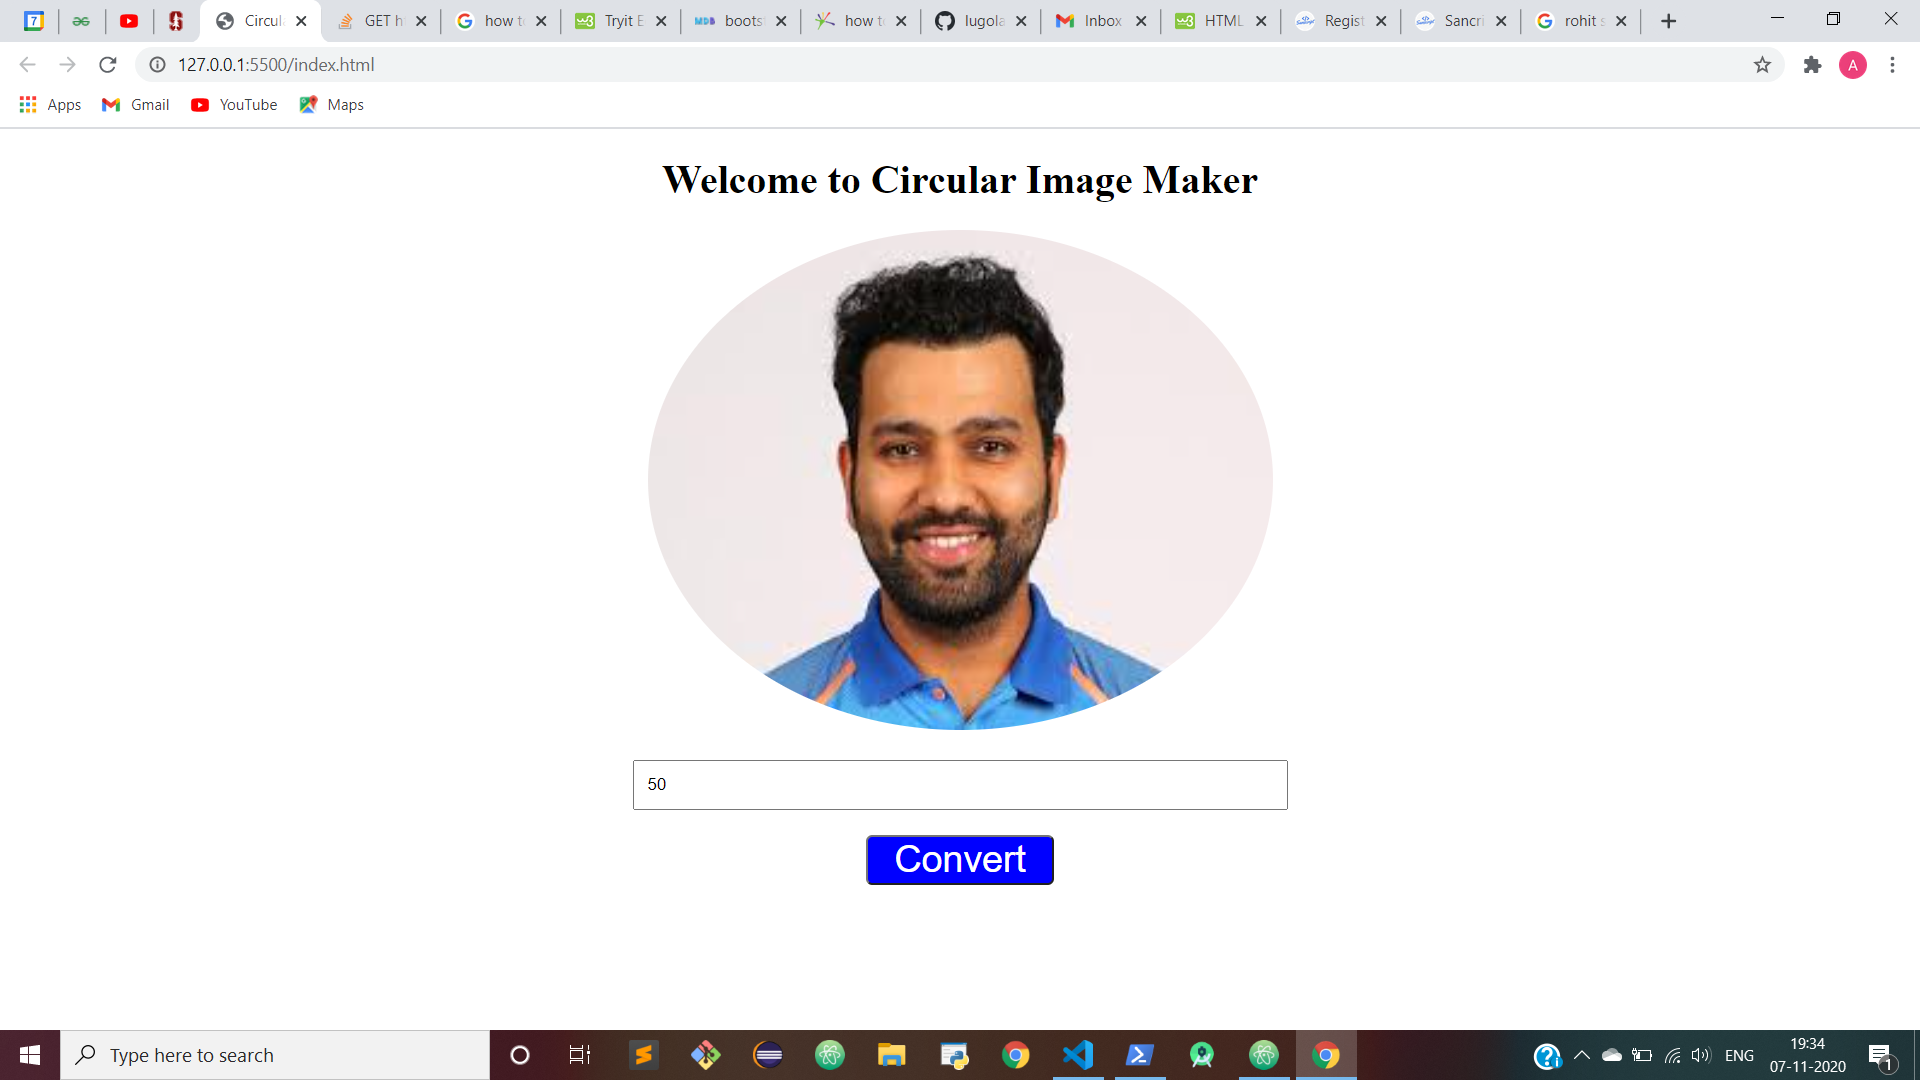 Circul
GET h
how t
Tryit E
boots
how t
lugola
Inbox
HTML
Regist
Sancri
rohit s
127.0.0.1:5500/index.html
A
Apps
Gmail
YouTube
Maps
Welcome to Circular Image Maker
50
Convert
Type here to search
ENG
19:34
07-11-2020
1